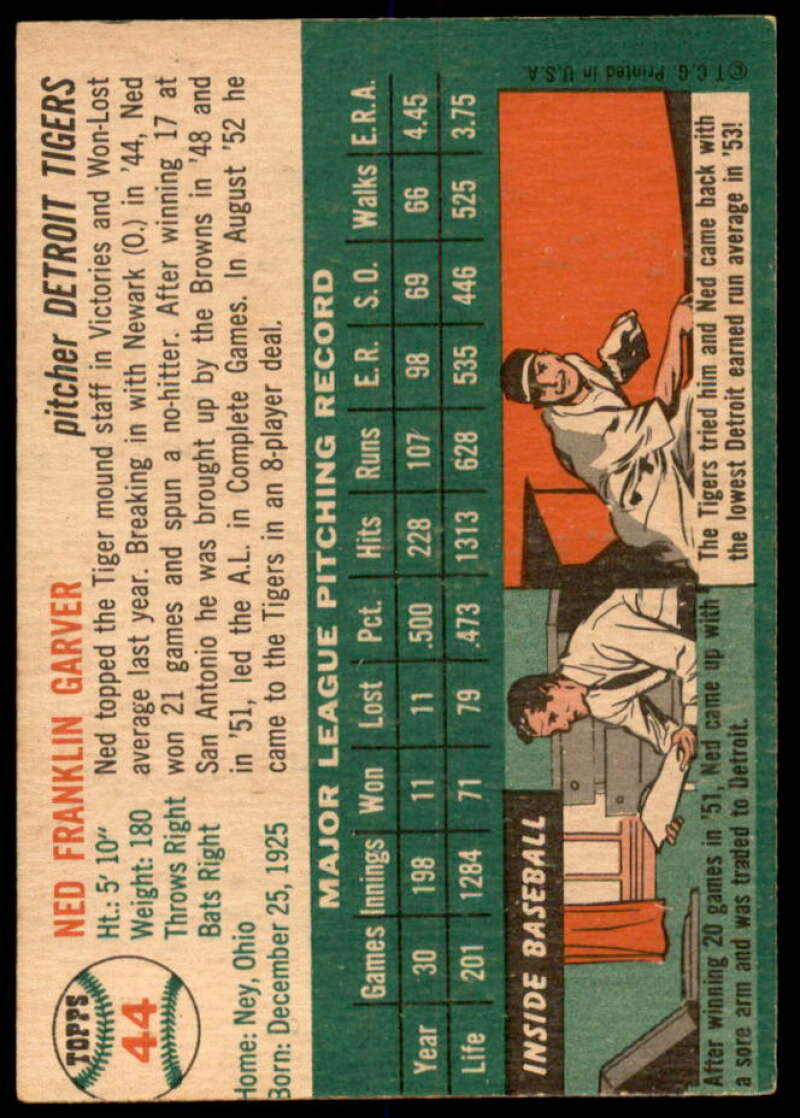 TOPPS
44
NED FRANKLIN GARVER
pitcher DETROIT TIGERS
Ht.: 5' 10"
Weight: 180
Throws Right
Bats Right
Home: Ney, Ohio
Born: December 25, 1925
Ned topped the Tiger mound staff in Victories and Won-Lost
average last year. Breaking in with Newark (O.) in '44, Ned
won 21 games and spun a no-hitter. After winning 17 at
San Antonio he was brought up by the Browns in '48 and
in '51, led the A.L. in Complete Games. In August '52 he
came to the Tigers in an 8-player deal.
MAJOR LEAGUE PITCHING RECORD
Games Innings Won Lost Pct. Hits Runs E.R. S.O. Walks E.R.A.
Year 30 198 11 11 .500 228 107 98 69 66 4.45
Life 201 1284 71 79 .473 1313 628 535 446 525 3.75
INSIDE BASEBALL
After winning 20 games in '51, Ned came up with
a sore arm and was traded to Detroit.
The Tigers tried him and Ned came back with
the lowest Detroit earned run average in '53!
© T.C.G. Printed in U.S.A.